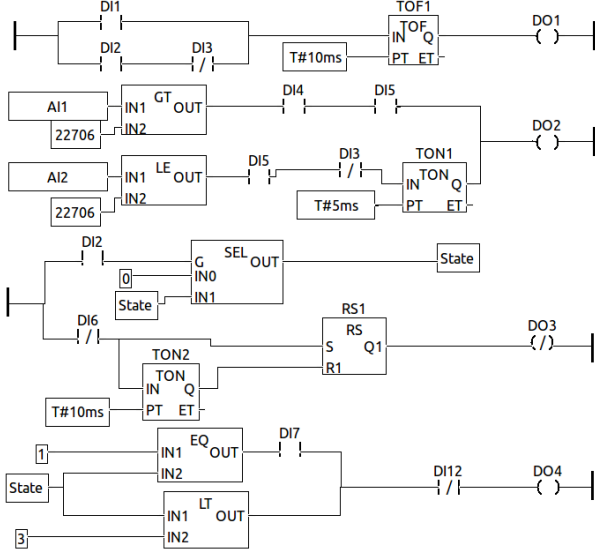 DI1 TOF1
TOF DO1
IN Q
DI2 DI3 T#10ms PT ET
AI1 IN1 GT OUT DI4 DI5
22706 IN2 DO2
AI2 IN1 LE OUT DI5 DI3 TON1
22706 IN2 IN TON Q
T#5ms PT ET
DI2 G SEL OUT State
0 IN0
State IN1
DI6 RS1
RS DO3
S Q1
TON2 R1
TON
IN Q
T#10ms PT ET
1 IN1 EQ OUT DI7
IN2
State DI12 DO4
IN1 LT OUT
3 IN2